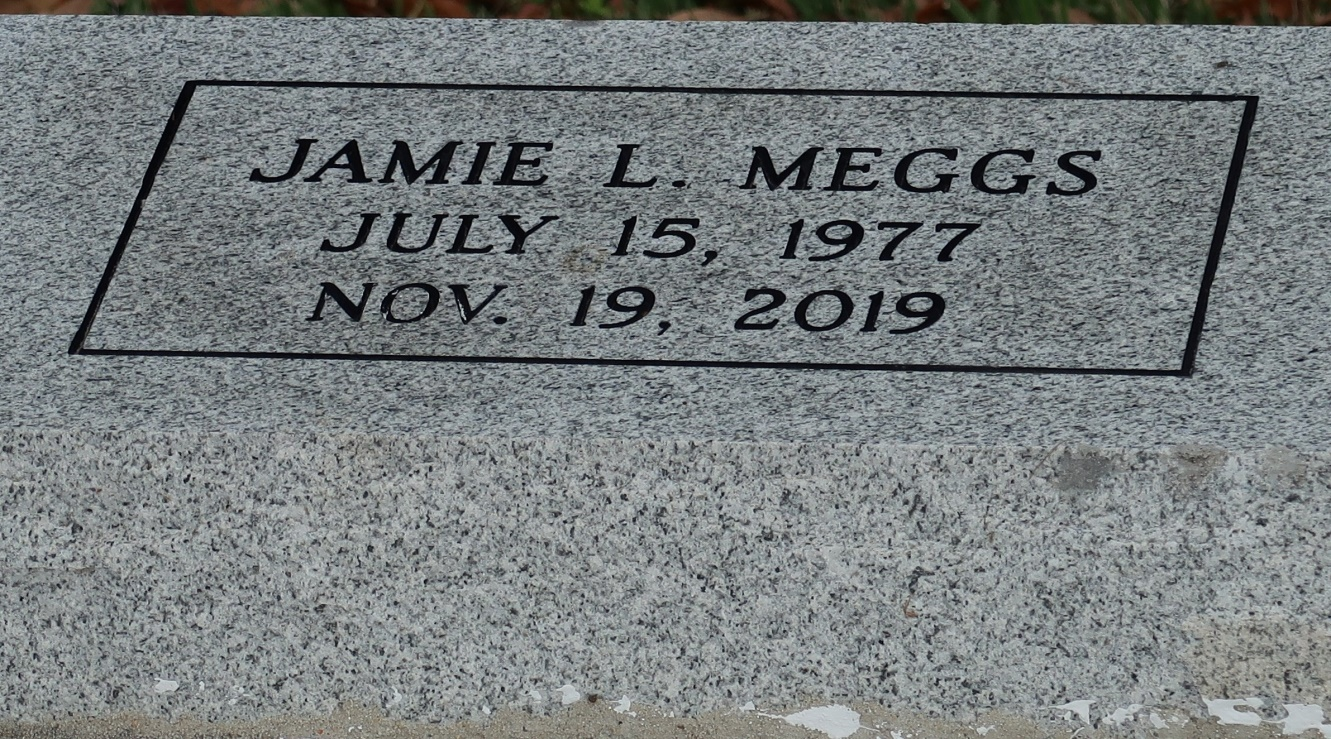 JAMIE L. MEGGS
JULY 15, 1977
NOV. 19, 2019